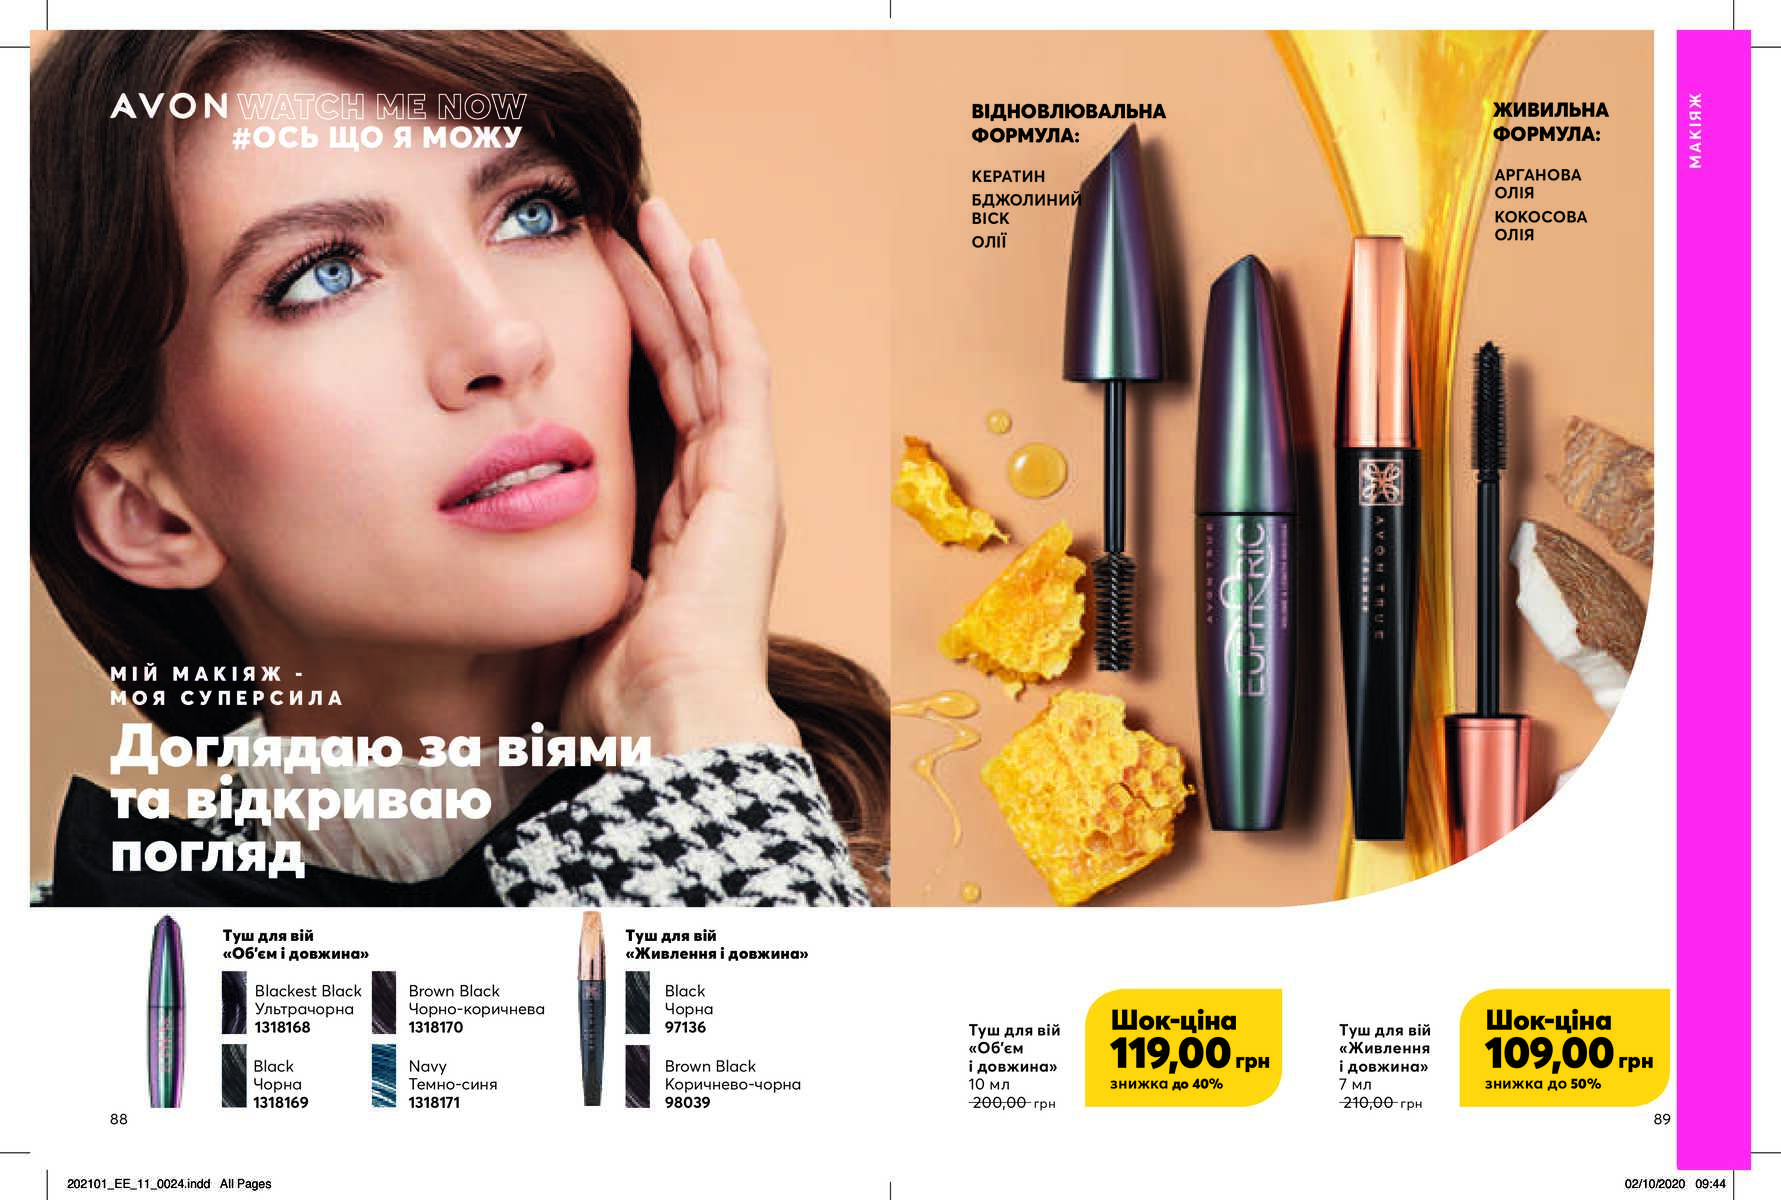 AVON WATCH ME NOW
#ОСЬ ЩО Я МОЖУ
МІЙ МАКІЯЖ -
МОЯ СУПЕРСИЛА
Доглядаю за віями
та відкриваю
погляд
ВІДНОВЛЮВАЛЬНА
ФОРМУЛА:
КЕРАТИН
БДЖОЛИНИЙ
ВІСК
ОЛІЇ
ЖИВИЛЬНА
ФОРМУЛА:
АРГАНОВА
ОЛІЯ
КОКОСОВА
ОЛІЯ
МАКІЯЖ
AVON TRUE
EUPHORIC
AVON TRUE
Туш для вій
«Об'єм і довжина»
Blackest Black
Ультрачорна
1318168
Brown Black
Чорно-коричнева
1318170
Black
Чорна
1318169
Navy
Темно-синя
1318171
Туш для вій
«Живлення і довжина»
Black
Чорна
97136
Brown Black
Коричнево-чорна
98039
Туш для вій
«Об'єм
і довжина»
10 мл
200,00 грн
Шок-ціна
119,00 грн
знижка до 40%
Туш для вій
«Живлення
і довжина»
7 мл
210,00 грн
Шок-ціна
109,00 грн
знижка до 50%
88
89
202101_EE_11_0024.indd All Pages
02/10/2020 09:44